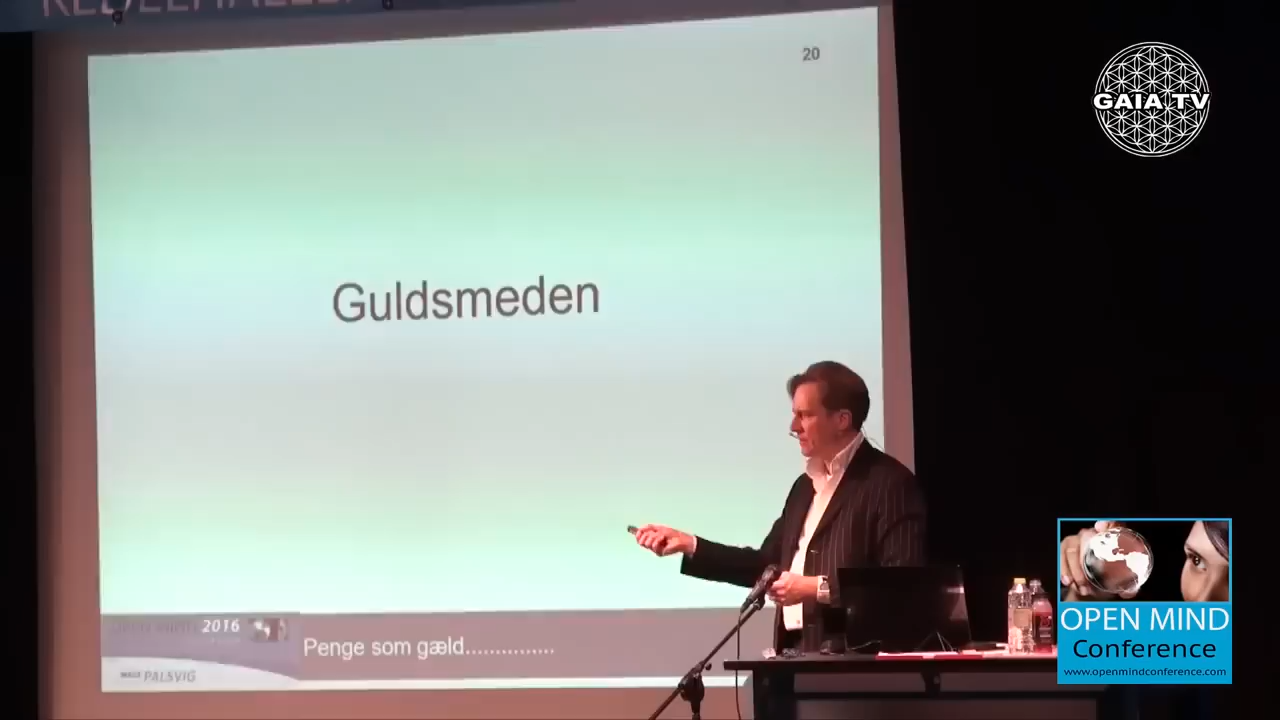 20
GAIA TV
Guldsmeden
2016
Penge som gæld...............
PALSVIG
OPEN MIND
Conference
www.openmindconference.com